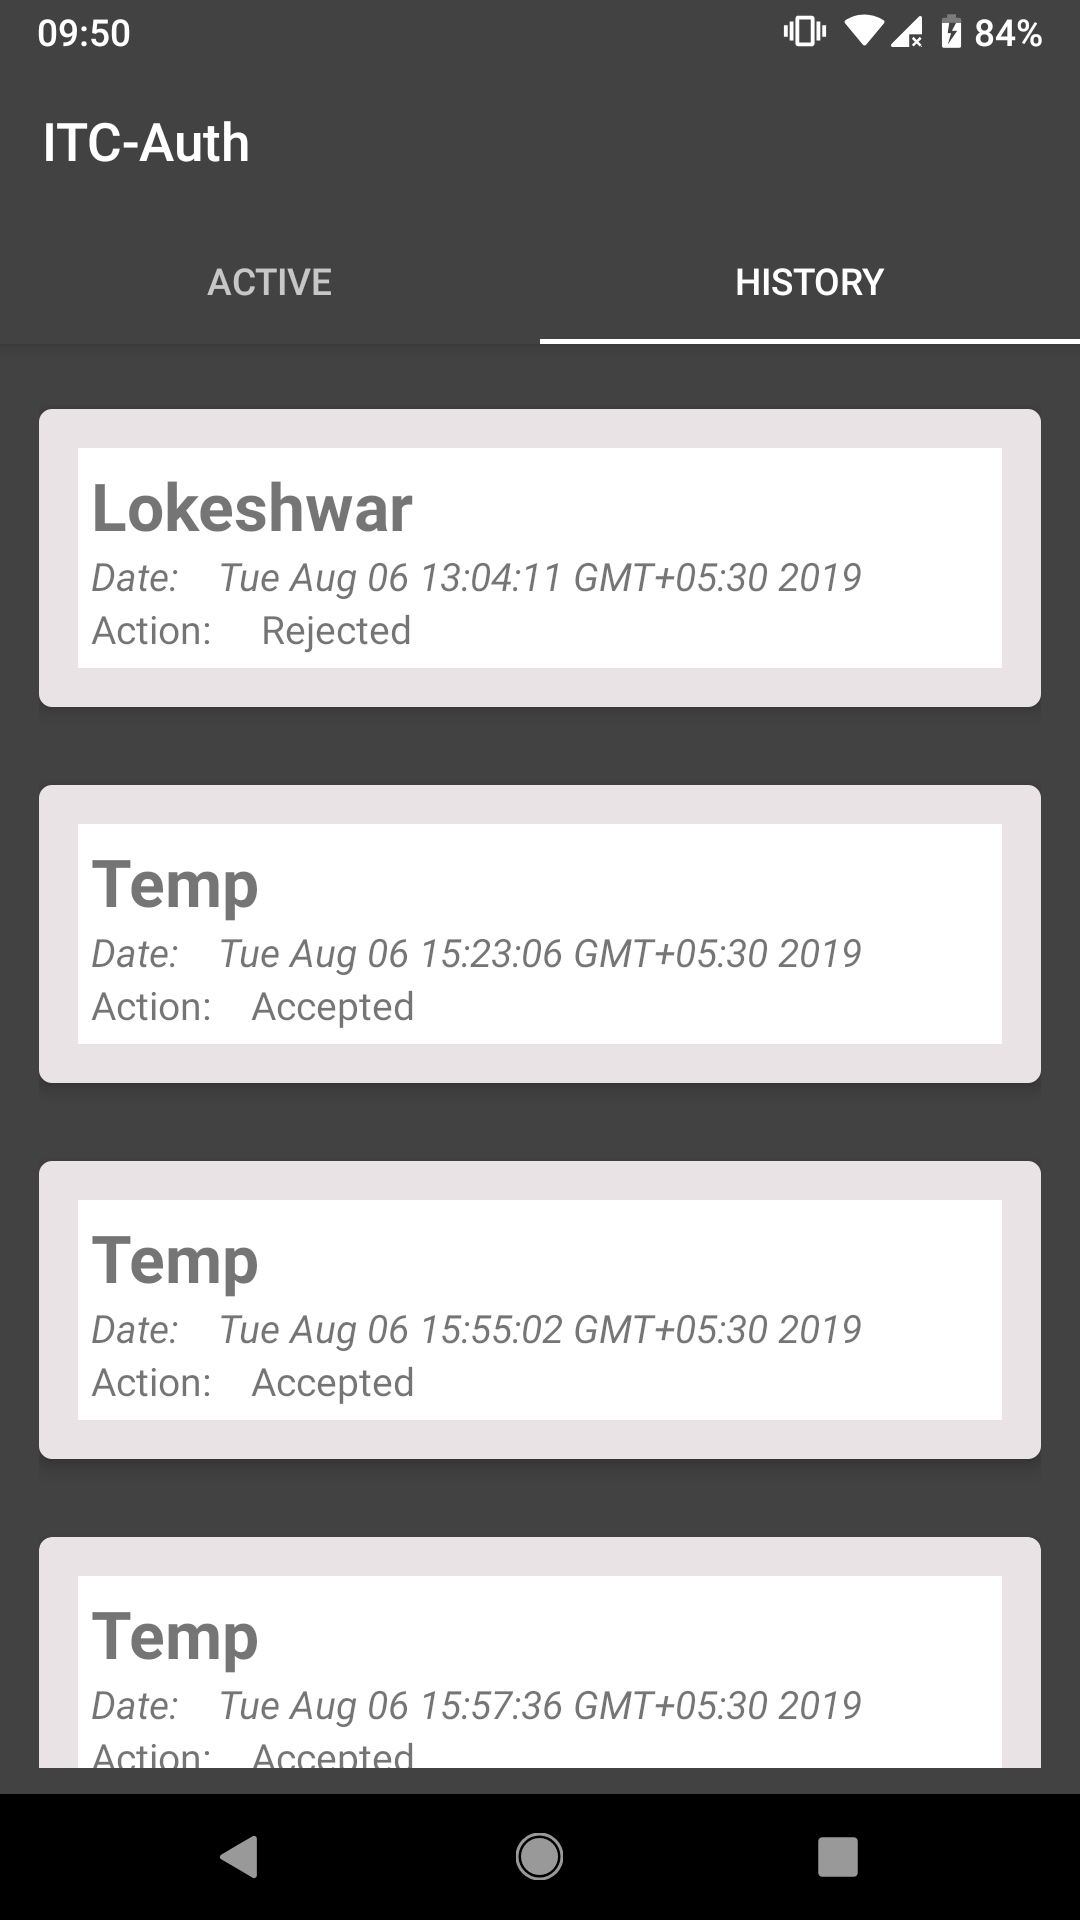 09:50 84%
ITC-Auth
ACTIVE HISTORY
Lokeshwar
Date: Tue Aug 06 13:04:11 GMT+05:30 2019
Action: Rejected
Temp
Date: Tue Aug 06 15:23:06 GMT+05:30 2019
Action: Accepted
Temp
Date: Tue Aug 06 15:55:02 GMT+05:30 2019
Action: Accepted
Temp
Date: Tue Aug 06 15:57:36 GMT+05:30 2019
Action: Accepted